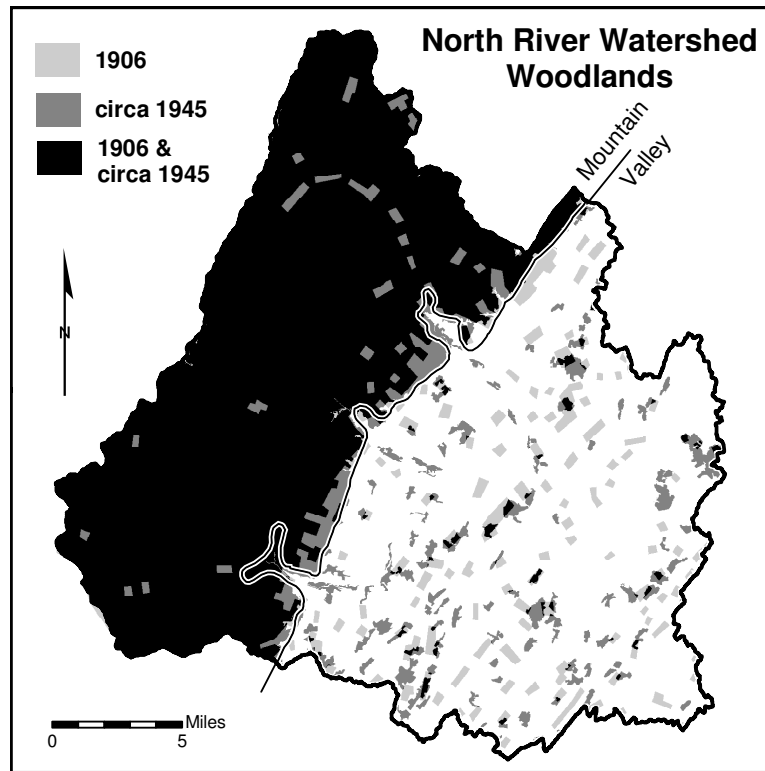 North River Watershed
Woodlands
1906
circa 1945
1906 &
circa 1945
Mountain
Valley
N
Miles
0 5